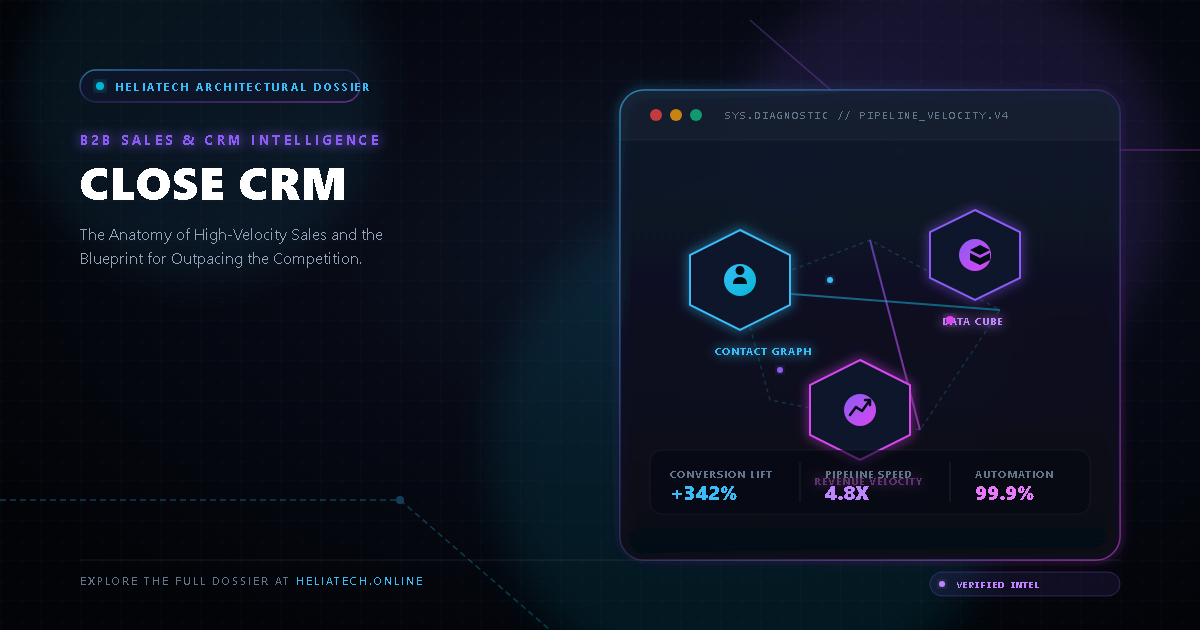 HELIATECH ARCHITECTURAL DOSSIER
B2B SALES & CRM INTELLIGENCE
CLOSE CRM
The Anatomy of High-Velocity Sales and the
Blueprint for Outpacing the Competition.
SYS.DIAGNOSTIC // PIPELINE_VELOCITY.V4
DATA CUBE
CONTACT GRAPH
CONVERSION LIFT
+342%
PIPELINE SPEED
REVENUE VELOCITY
4.8X
AUTOMATION
99.9%
EXPLORE THE FULL DOSSIER AT HELIATECH.ONLINE
VERIFIED INTEL